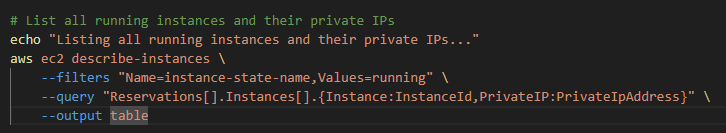 # List all running instances and their private IPs
echo "Listing all running instances and their private IPs..."
aws ec2 describe-instances \
    --filters "Name=instance-state-name,Values=running" \
    --query "Reservations[].Instances[].{Instance:InstanceId,PrivateIP:PrivateIpAddress}" \
    --output table